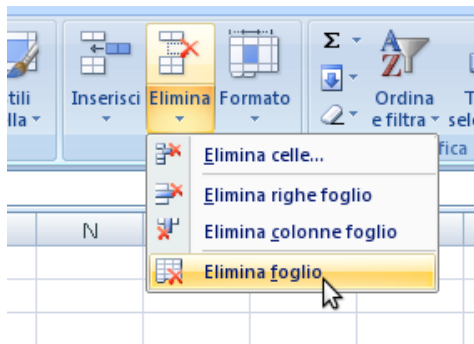 tili
lla
Inserisci Elimina Formato
Σ
Ordina
e filtra
T
sele
fica
Elimina celle...
Elimina righe foglio
Elimina colonne foglio
Elimina foglio
N